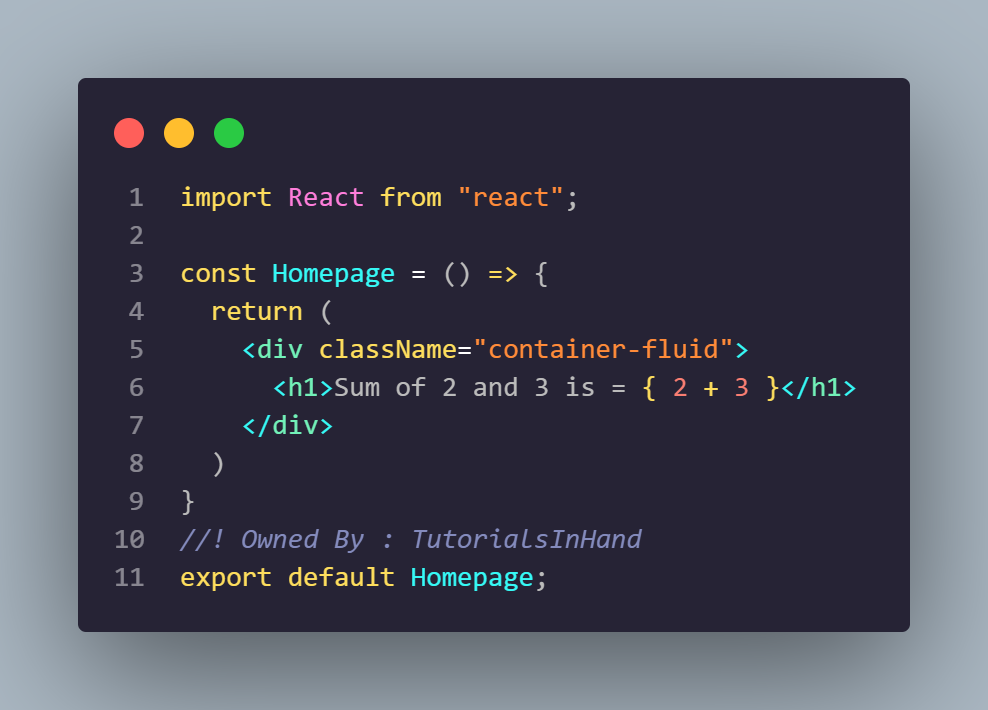 1 import React from "react";
2
3 const Homepage = () => {
4   return (
5     <div className="container-fluid">
6       <h1>Sum of 2 and 3 is = { 2 + 3 }</h1>
7     </div>
8   )
9 }
10 //! Owned By : TutorialsInHand
11 export default Homepage;